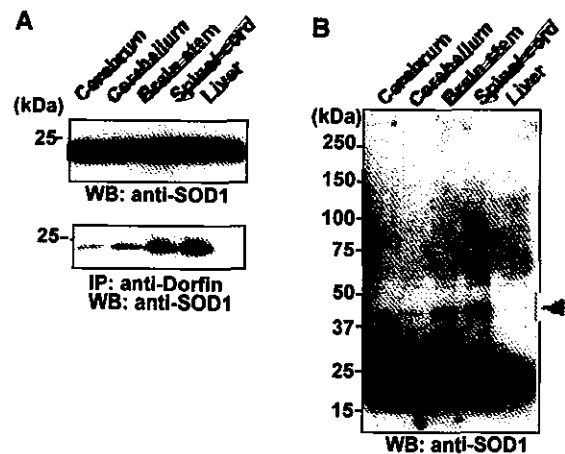 A
Cerebrum
Cerebellum
Brain stem
Spinal cord
Liver
(kDa)
25-
WB: anti-SOD1
25-
IP: anti-Dorfin
WB: anti-SOD1
B
Cerebrum
Cerebellum
Brain stem
Spinal cord
Liver
(kDa)
250-
150-
100-
75-
50-
37-
25-
15-
WB: anti-SOD1